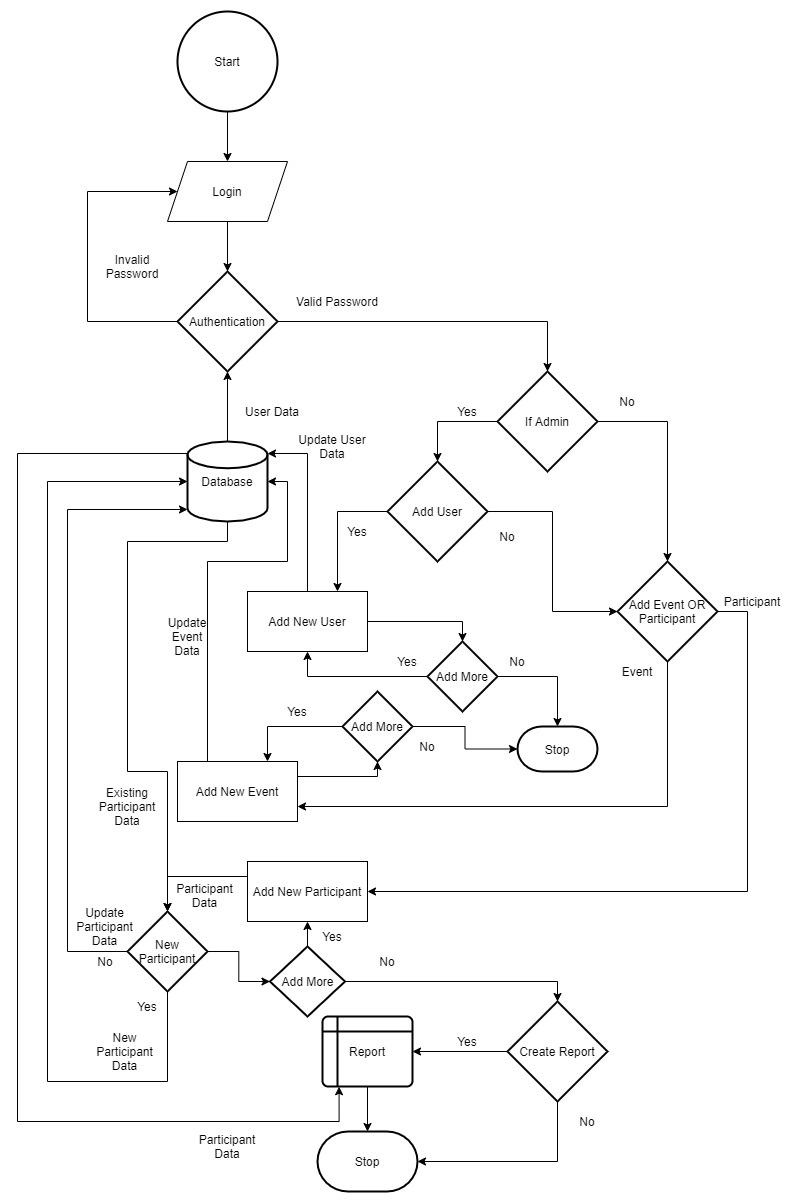 Start
Login
Invalid
Password
Authentication
Valid Password
User Data
If Admin
Yes
No
Update User
Data
Database
Add User
Yes
No
Add Event OR
Participant
Participant
Event
Update
Event
Data
Add New User
Add More
Yes
No
Yes
Add More
No
Stop
Add New Event
Existing
Participant
Data
Participant
Data
Add New Participant
Update
Participant
Data
No
New
Participant
Yes
Add More
No
Yes
New
Participant
Data
Report
Yes
Create Report
No
Participant
Data
Stop